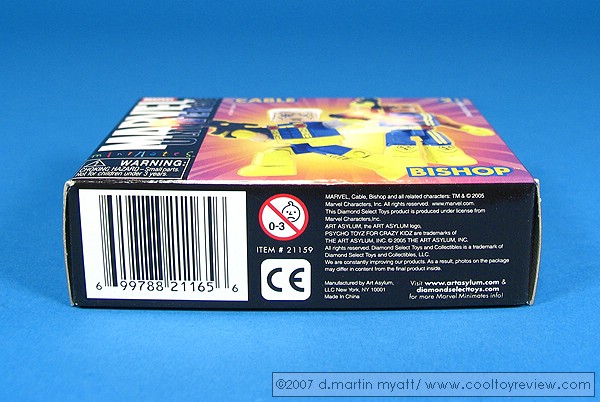 CABLE
MARVEL
minimates
BISHOP
WARNING:
CHOKING HAZARD-Small parts.
Not for children under 3 years.
6 99788 21165 6
0-3
ITEM # 21159
CE
MARVEL, Cable, Bishop and all related characters: TM & © 2005
Marvel Characters, Inc. All rights reserved. www.marvel.com.
This Diamond Select Toys product is produced under license from
Marvel Characters,Inc.
ART ASYLUM, the ART ASYLUM logo,
PSYCHO TOYZ FOR CRAZY KIDZ are trademarks of
THE ART ASYLUM, INC. © 2005 THE ART ASYLUM, INC.
All rights reserved. Diamond Select Toys and Collectibles is a trademark of
Diamond Select Toys and Collectibles, LLC.
We are constantly improving our products. As a result, photos on the package
may differ in content from the final product inside.
Manufactured by Art Asylum,
LLC New York, NY 10001
Made in China
Visit www.artasylum.com &
diamondselecttoys.com
for more Marvel Minimates info!
©2007 d.martin myatt/ www.cooltoyreview.com